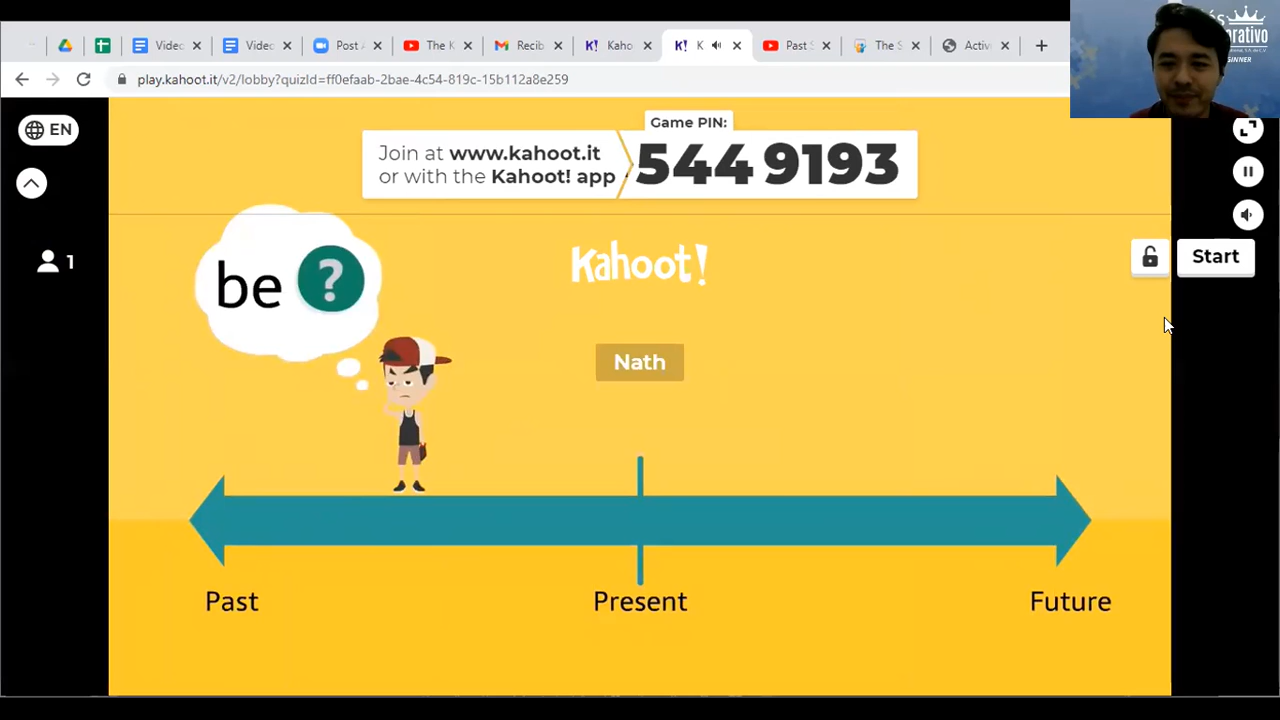 Video
Video
Post A
The K
Recib
Kaho
K
Past S
The S
Activ
play.kahoot.it/v2/lobby?quizId=ff0efaab-2bae-4c54-819c-15b112a8e259
EN
Game PIN:
Join at www.kahoot.it
or with the Kahoot! app
544 9193
be ?
Kahoot!
1
Start
Nath
Past
Present
Future